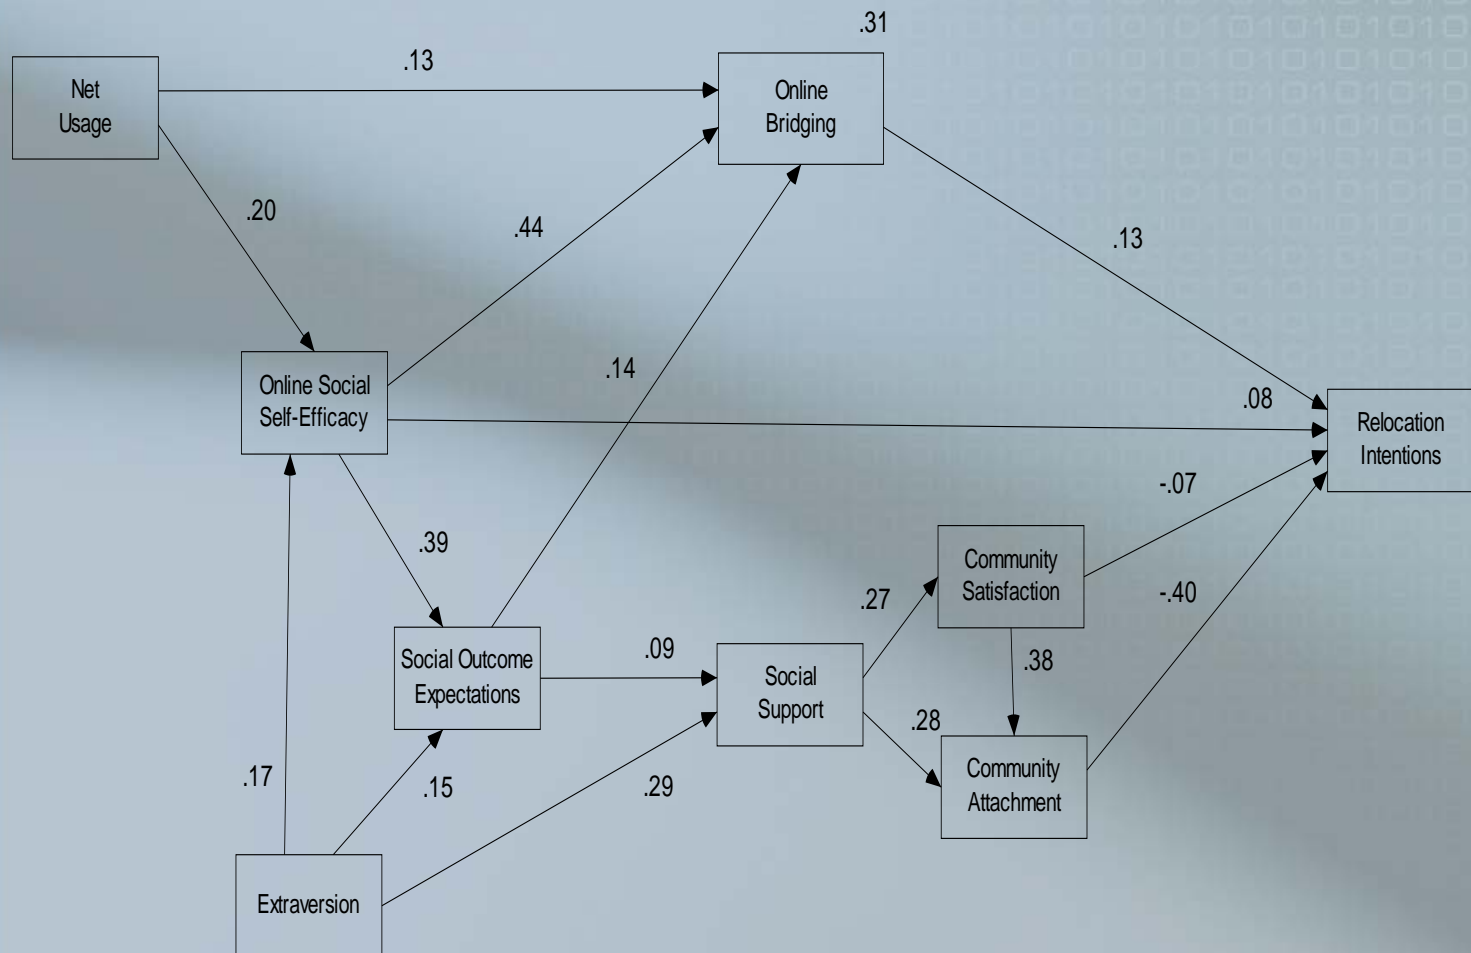 .31
.13
Net
Usage
Online
Bridging
.20
.44
.13
.14
Online Social
Self-Efficacy
.08
Relocation
Intentions
-.07
.39
Community
Satisfaction
.27
-.40
Social Outcome
Expectations
.09
Social
Support
.38
.28
Community
Attachment
.17
.15
.29
Extraversion